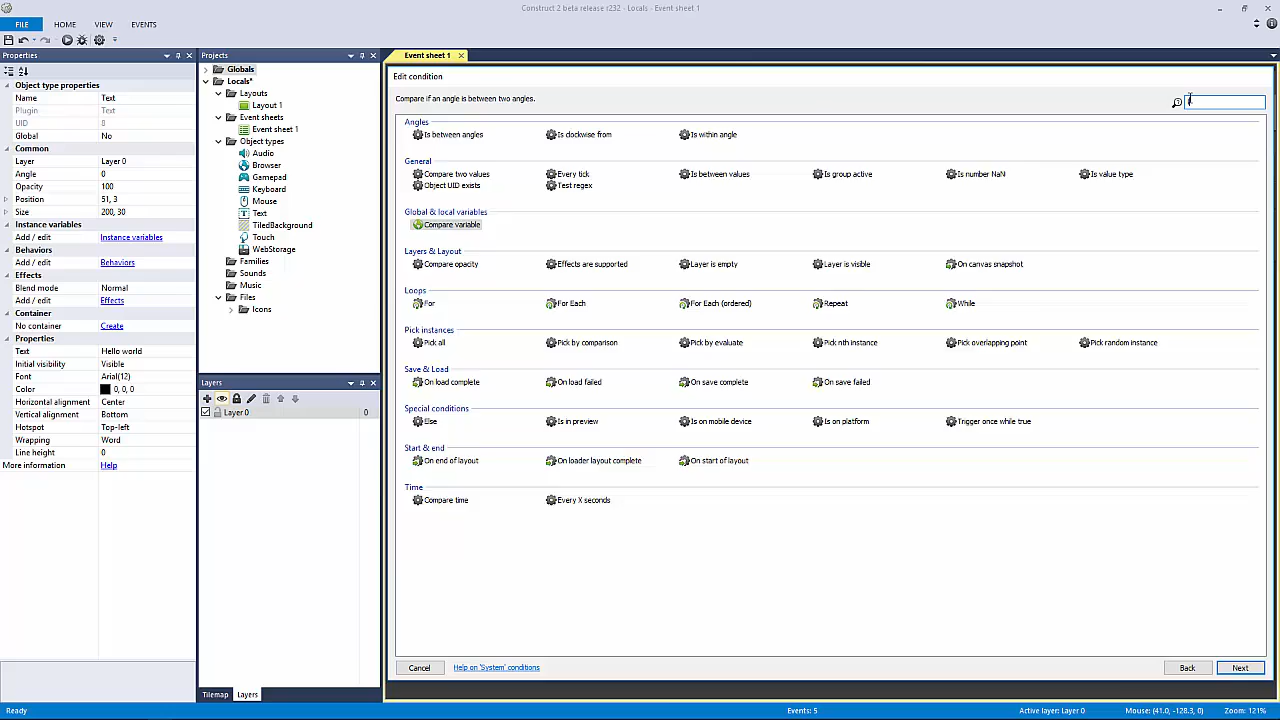 Construct 2 beta release r232 - Locals - Event sheet 1
FILE HOME VIEW EVENTS
Properties
Object type properties
Name Text
Plugin Text
UID 8
Global No
Common
Layer Layer 0
Angle 0
Opacity 100
Position 51, 3
Size 200, 30
Instance variables
Add / edit Instance variables
Behaviors
Add / edit Behaviors
Effects
Blend mode Normal
Add / edit Effects
Container
No container Create
Properties
Text Hello world
Initial visibility Visible
Font Arial(12)
Color 0, 0, 0
Horizontal alignment Center
Vertical alignment Bottom
Hotspot Top-left
Wrapping Word
Line height 0
More information Help
Projects
Globals
Locals*
Layouts
Layout 1
Event sheets
Event sheet 1
Object types
Audio
Browser
Gamepad
Keyboard
Mouse
Text
TiledBackground
Touch
WebStorage
Families
Sounds
Music
Files
Icons
Layers
Layer 0 0
Tilemap Layers
Event sheet 1
Edit condition
Compare if an angle is between two angles.
Angles
Is between angles Is clockwise from Is within angle
General
Compare two values Every tick Is between values Is group active Is number NaN Is value type
Object UID exists Test regex
Global & local variables
Compare variable
Layers & Layout
Compare opacity Effects are supported Layer is empty Layer is visible On canvas snapshot
Loops
For For Each For Each (ordered) Repeat While
Pick instances
Pick all Pick by comparison Pick by evaluate Pick nth instance Pick overlapping point Pick random instance
Save & Load
On load complete On load failed On save complete On save failed
Special conditions
Else Is in preview Is on mobile device Is on platform Trigger once while true
Start & end
On end of layout On loader layout complete On start of layout
Time
Compare time Every X seconds
Cancel Help on 'System' conditions Back Next
Ready Events: 5 Active layer: Layer 0 Mouse: (41.0, -128.3, 0) Zoom: 121%